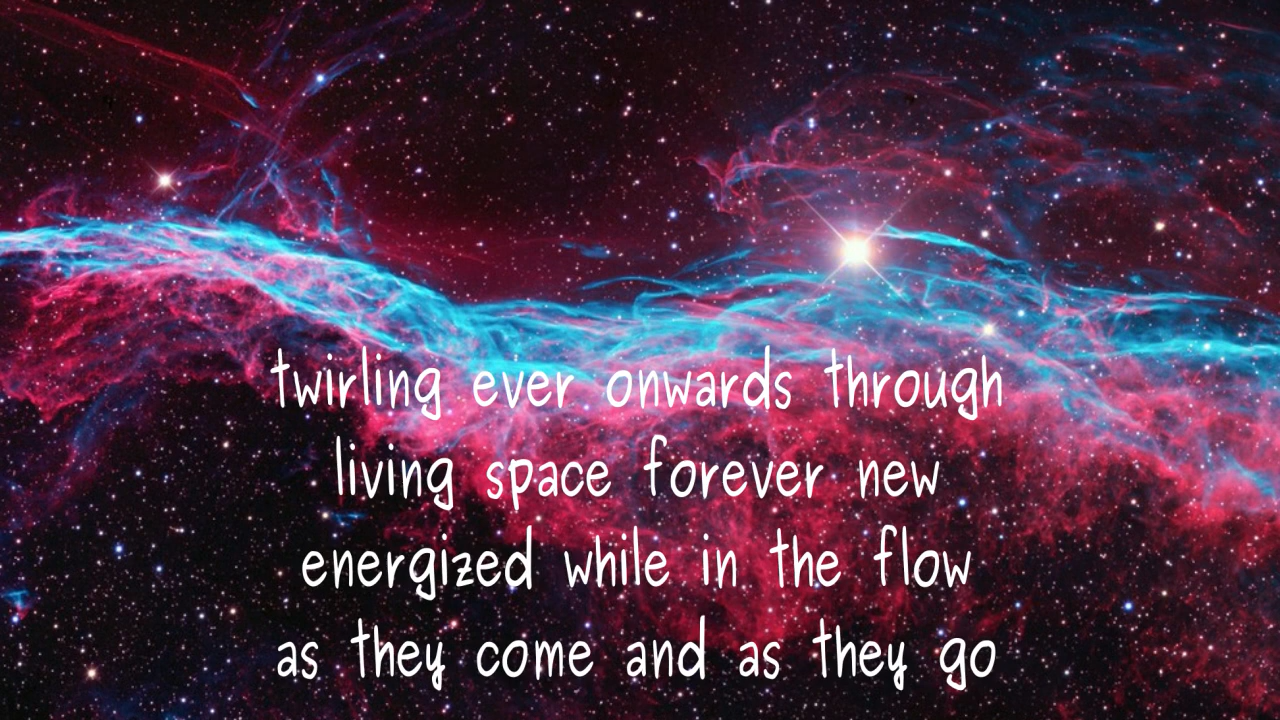 twirling ever onwards through
living space forever new
energized while in the flow
as they come and as they go